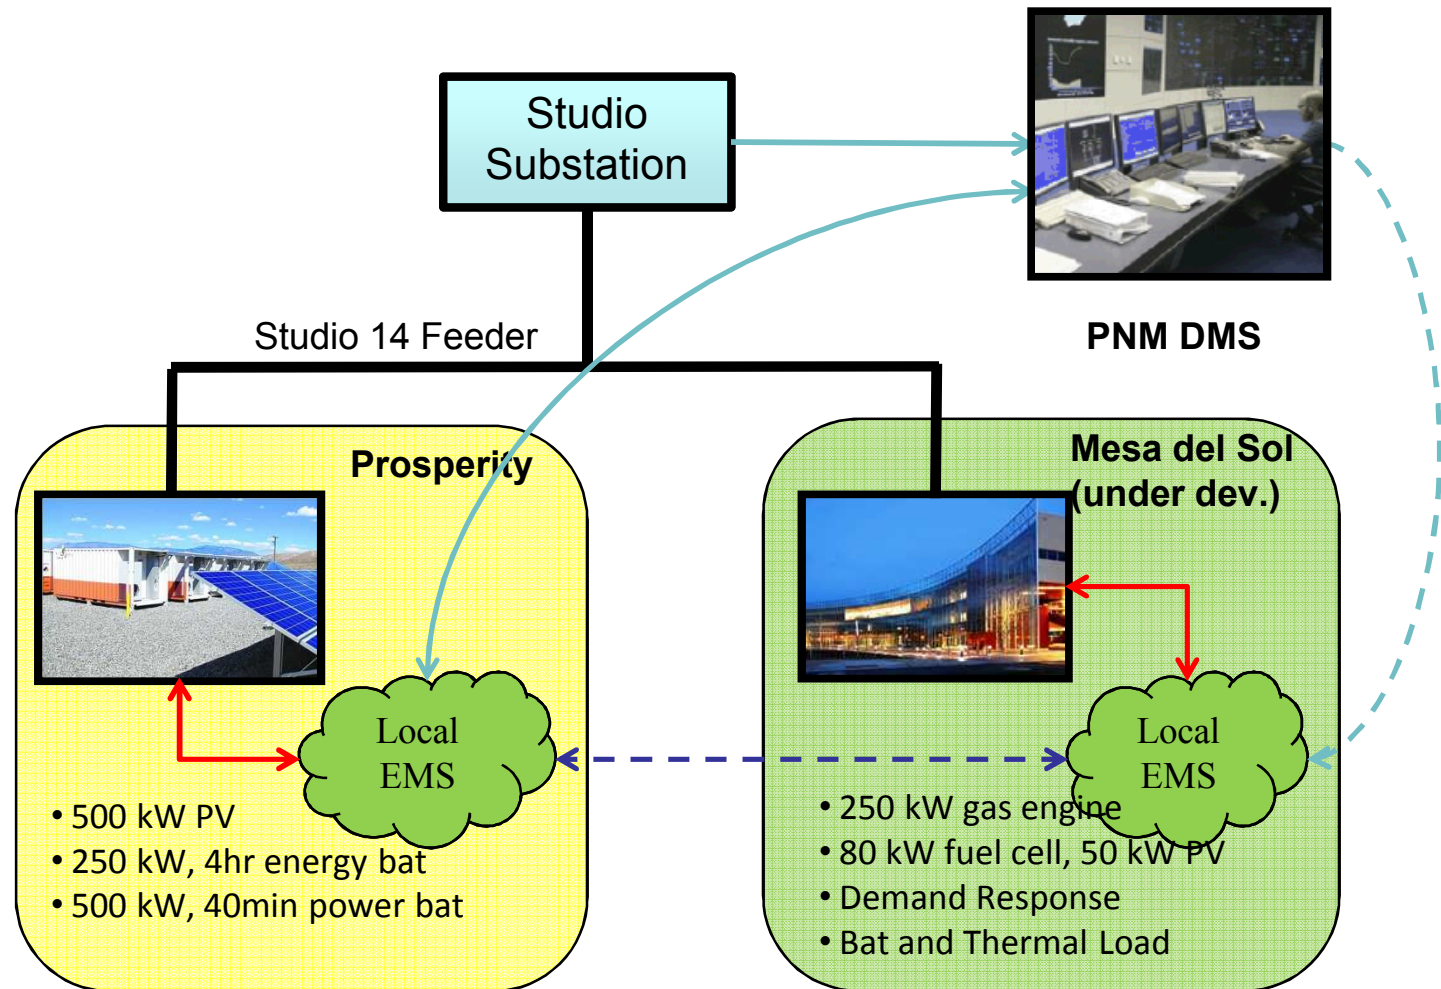 Studio
Substation
Studio 14 Feeder
PNM DMS
Prosperity
Mesa del Sol
(under dev.)
Local
EMS
Local
EMS
• 500 kW PV
• 250 kW, 4hr energy bat
• 500 kW, 40min power bat
• 250 kW gas engine
• 80 kW fuel cell, 50 kW PV
• Demand Response
• Bat and Thermal Load